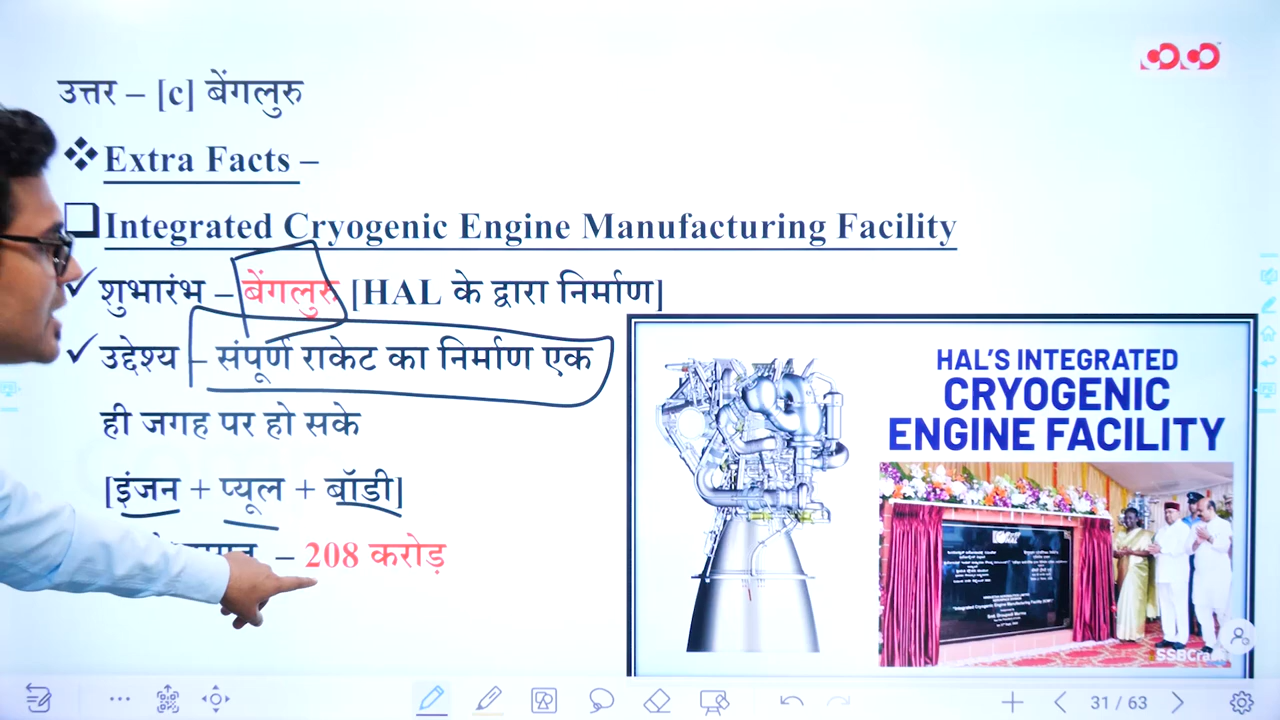 उत्तर – [c] बेंगलुरु
❖ Extra Facts –
Integrated Cryogenic Engine Manufacturing Facility
✓ शुभारंभ – बेंगलुरु [HAL के द्वारा निर्माण]
✓ उद्देश्य – संपूर्ण राकेट का निर्माण एक
ही जगह पर हो सके
[इंजन + प्यूल + बॉडी]
– 208 करोड़
HAL'S INTEGRATED
CRYOGENIC
ENGINE FACILITY
SSBCra
31 / 63